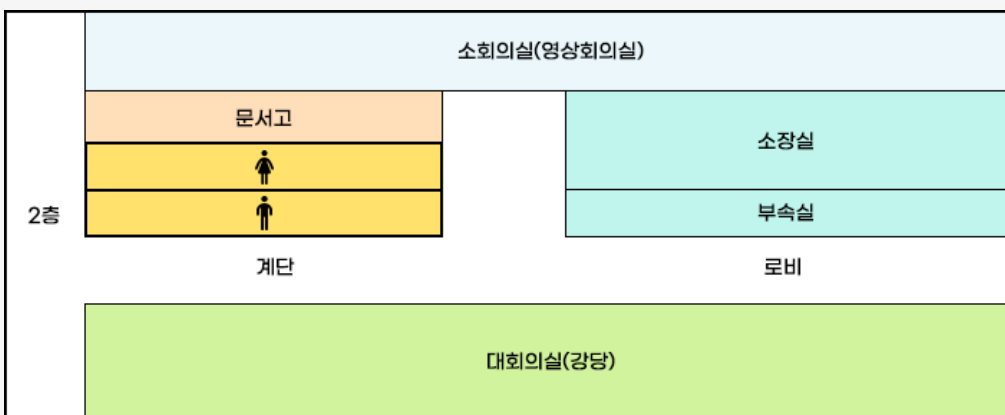 소회의실(영상회의실)
문서고
소장실
2층
부속실
계단
로비
대회의실(강당)